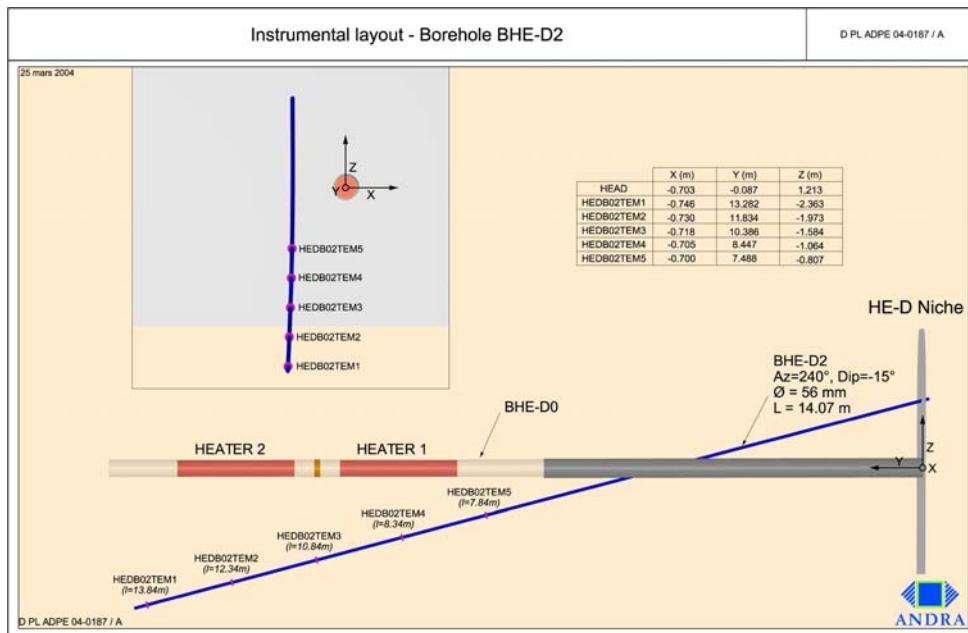 Instrumental layout - Borehole BHE-D2
D PL ADPE 04-0187 / A
25 mars 2004
Z
Y
X
HEDB02TEM5
HEDB02TEM4
HEDB02TEM3
HEDB02TEM2
HEDB02TEM1
X (m) Y (m) Z (m)
HEAD -0.703 -0.087 1.213
HEDB02TEM1 -0.746 13.282 -2.363
HEDB02TEM2 -0.730 11.834 -1.973
HEDB02TEM3 -0.718 10.386 -1.584
HEDB02TEM4 -0.705 8.447 -1.064
HEDB02TEM5 -0.700 7.488 -0.807
HE-D Niche
BHE-D2
Az=240°, Dip=-15°
Ø = 56 mm
L = 14.07 m
BHE-D0
HEATER 2
HEATER 1
Z
Y
X
HEDB02TEM5
(l=7.84m)
HEDB02TEM4
(l=8.34m)
HEDB02TEM3
(l=10.84m)
HEDB02TEM2
(l=12.34m)
HEDB02TEM1
(l=13.84m)
D PL ADPE 04-0187 / A
ANDRA